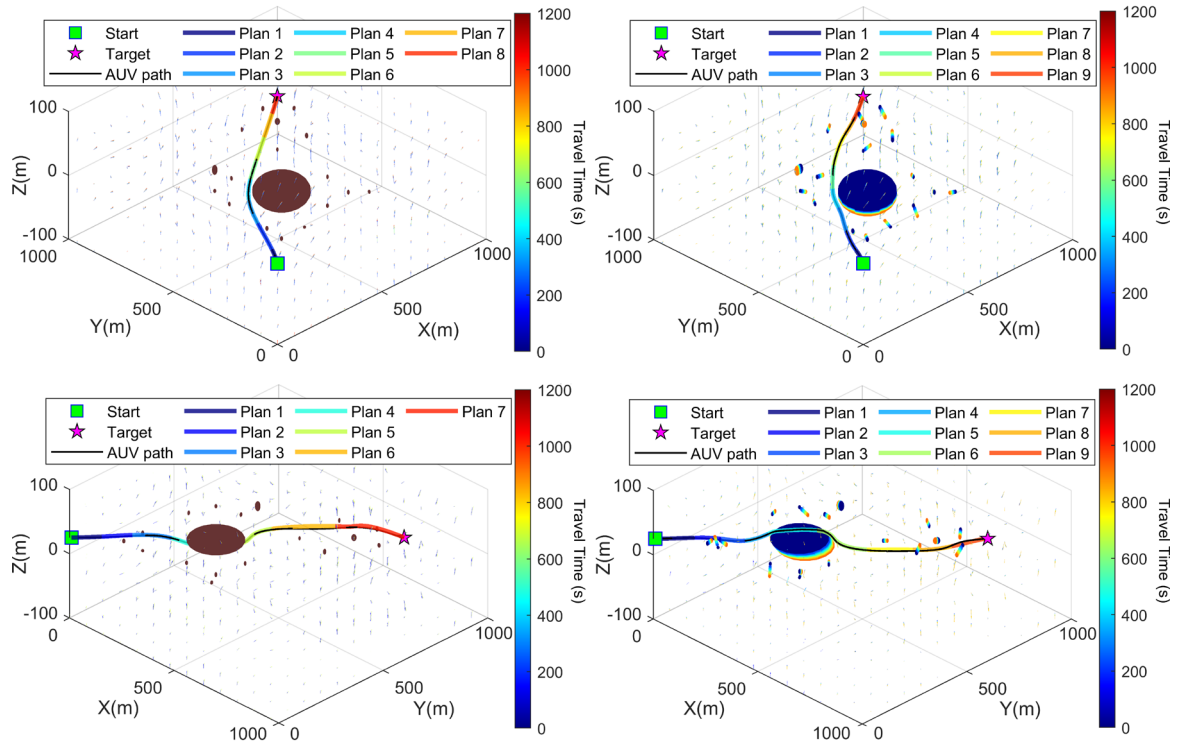 Start Plan 1 Plan 4 Plan 7
Target Plan 2 Plan 5 Plan 8
AUV path Plan 3 Plan 6
100
0
-100
Z(m)
1000
500
0
Y(m)
0
500
1000
X(m)
1200
1000
800
600
400
200
0
Travel Time (s)
Start Plan 1 Plan 4 Plan 7
Target Plan 2 Plan 5 Plan 8
AUV path Plan 3 Plan 6 Plan 9
100
0
-100
Z(m)
1000
500
0
Y(m)
0
500
1000
X(m)
1200
1000
800
600
400
200
0
Travel Time (s)
Start Plan 1 Plan 4 Plan 7
Target Plan 2 Plan 5
AUV path Plan 3 Plan 6
100
0
-100
Z(m)
0
500
1000
X(m)
0
500
1000
Y(m)
1200
1000
800
600
400
200
0
Travel Time (s)
Start Plan 1 Plan 4 Plan 7
Target Plan 2 Plan 5 Plan 8
AUV path Plan 3 Plan 6 Plan 9
100
0
-100
Z(m)
0
500
1000
X(m)
0
500
1000
Y(m)
1200
1000
800
600
400
200
0
Travel Time (s)